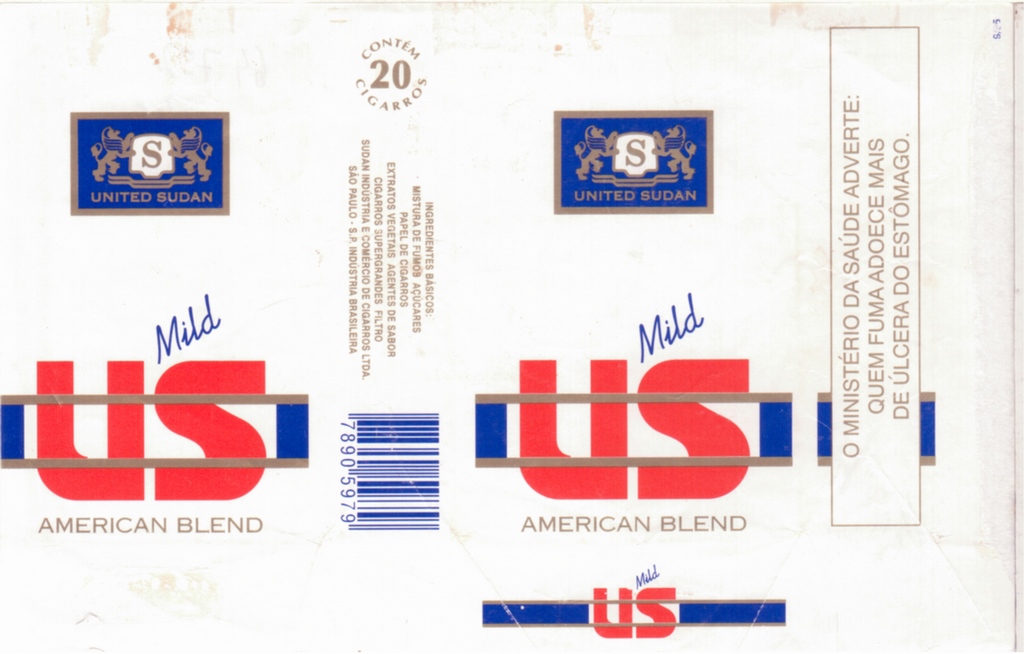 S
UNITED SUDAN
Mild
US
AMERICAN BLEND
CONTÉM
20
CIGARROS
INGREDIENTES BÁSICOS:
MISTURA DE FUMOS AÇÚCARES
PAPEL DE CIGARROS
EXTRATOS VEGETAIS AGENTES DE SABOR
CIGARROS SUPERGRANDES FILTRO
SUDAN INDÚSTRIA E COMÉRCIO DE CIGARROS LTDA.
SÃO PAULO - S.P. INDÚSTRIA BRASILEIRA
78905979
S
UNITED SUDAN
Mild
US
AMERICAN BLEND
Mild
US
O MINISTÉRIO DA SAÚDE ADVERTE:
QUEM FUMA ADOECE MAIS
DE ÚLCERA DO ESTÔMAGO.